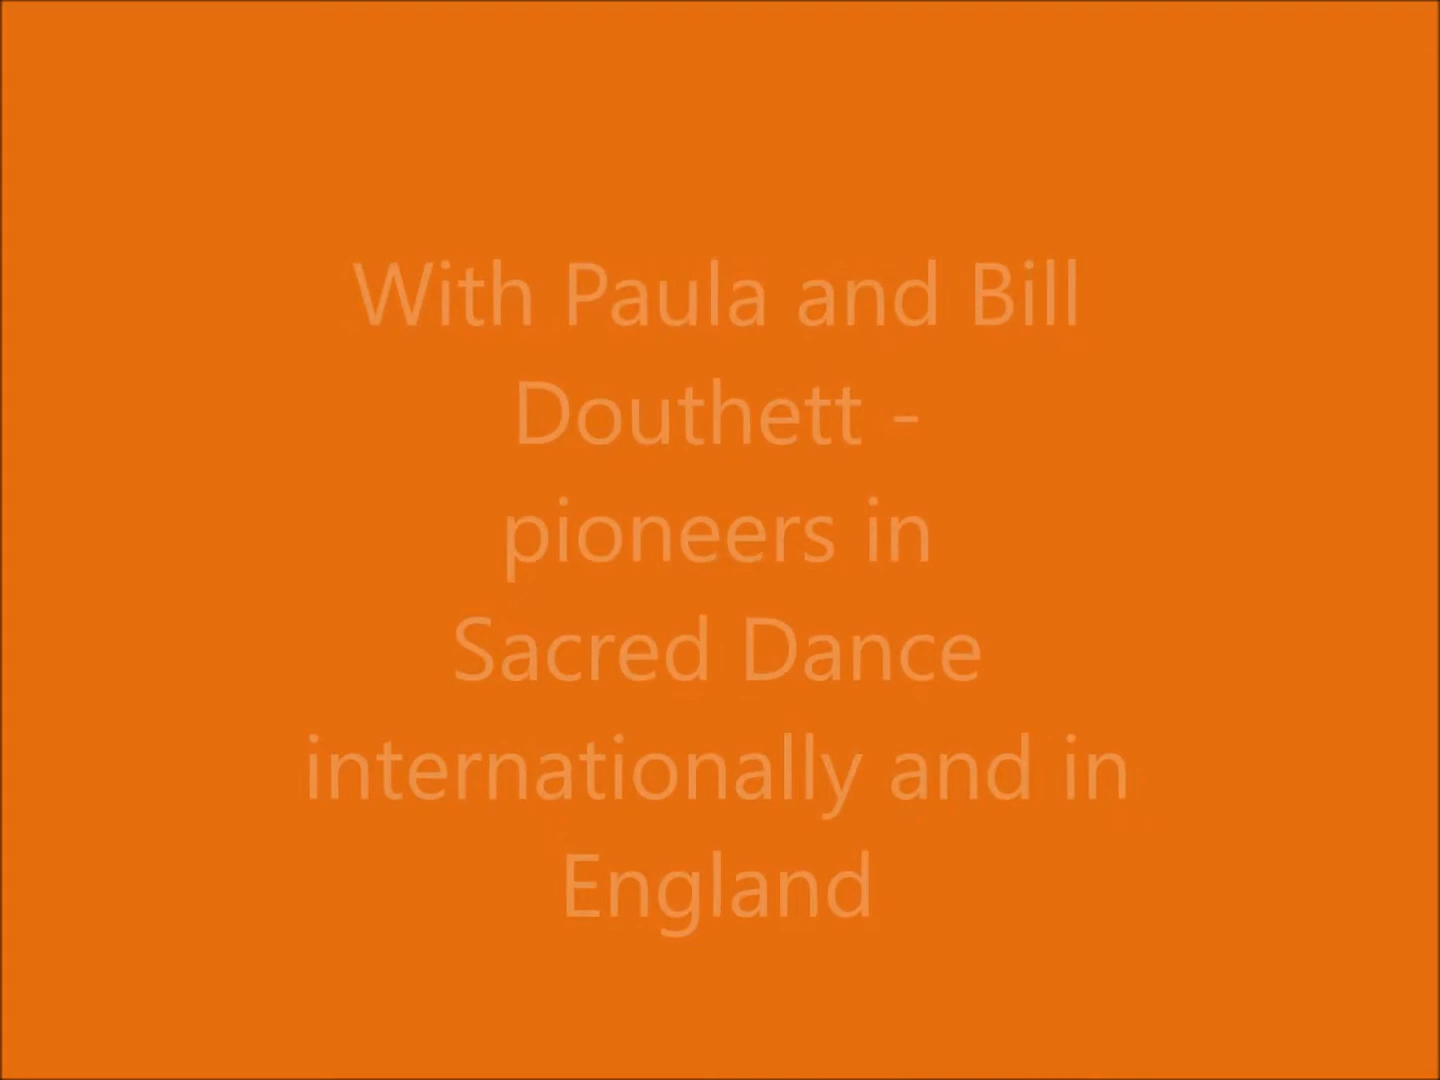 With Paula and Bill
Douthett -
pioneers in
Sacred Dance
internationally and in
England